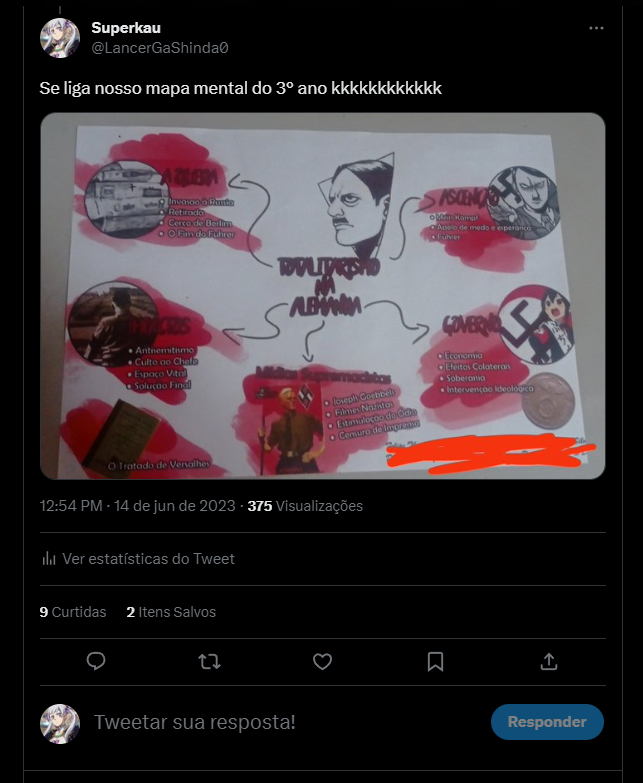 Superkau
@LancerGaShinda0
Se liga nosso mapa mental do 3° ano kkkkkkkkkkkk
A GUERRA
• Invasão à Rússia
• Retirada
• Cerco de Berlim
• O Fim do Führer
ASCENÇÃO
• Mein Kampf
• Apelo de medo e esperança
• Führer
TOTALITARISMO
NA
ALEMANHA
• Antisemitismo
• Culto ao Chefe
• Espaço Vital
• Solução Final
GOVERNO
• Economia
• Efeitos Colaterais
• Soberania
• Intervenção Ideológica
Mídias Supremacistas
• Joseph Goebbels
• Filmes Nazistas
• Estimulação do Ódio
• Censura de Imprensa
O Tratado de Versalhes
12:54 PM · 14 de jun de 2023 · 375 Visualizações
Ver estatísticas do Tweet
9 Curtidas 2 Itens Salvos
Tweetar sua resposta!
Responder